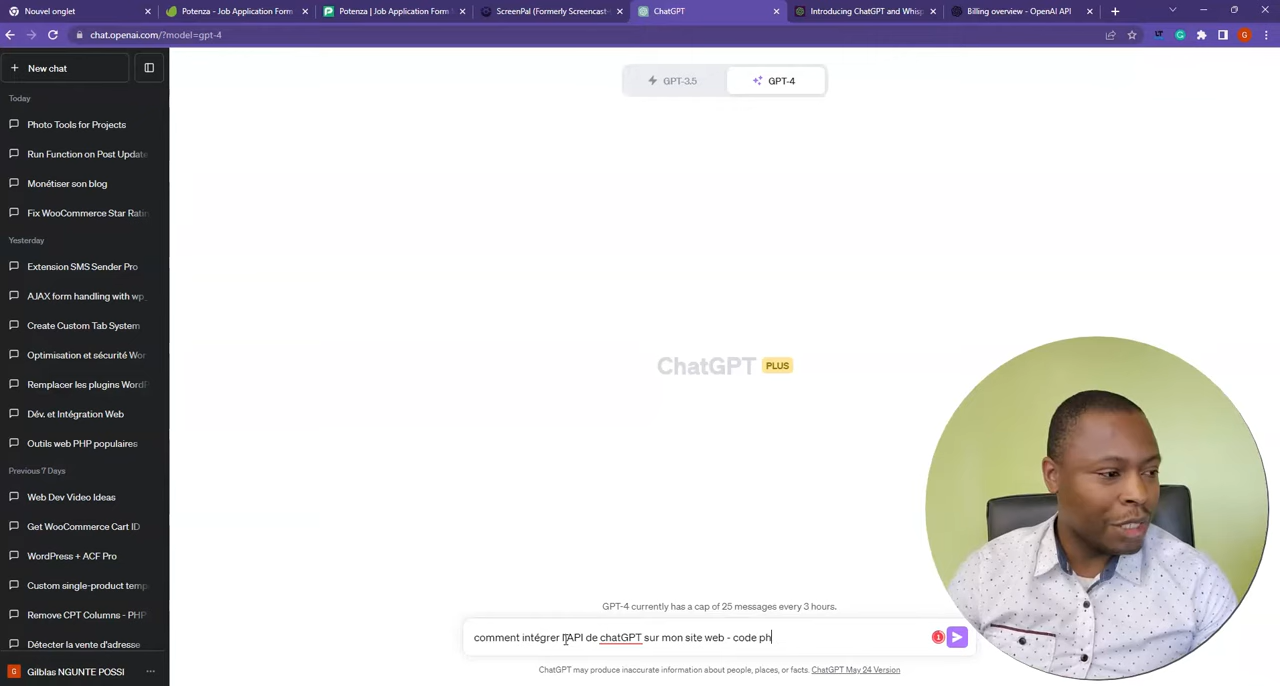 Nouvel onglet
Potenza - Job Application Form
Potenza | Job Application Form
ScreenPal (Formerly Screencast-
ChatGPT
Introducing ChatGPT and Whisp
Billing overview - OpenAI API
chat.openai.com/?model=gpt-4
New chat
GPT-3.5
GPT-4
Today
Photo Tools for Projects
Run Function on Post Update
Monétiser son blog
Fix WooCommerce Star Ratin
Yesterday
Extension SMS Sender Pro
AJAX form handling with wp_
Create Custom Tab System
Optimisation et sécurité Wor
Remplacer les plugins WordP
Dév. et Intégration Web
Outils web PHP populaires
Previous 7 Days
Web Dev Video Ideas
Get WooCommerce Cart ID
WordPress + ACF Pro
Custom single-product temp
Remove CPT Columns - PHP
Détecter la vente d'adresse
G Gilblas NGUNTE POSSI
ChatGPT PLUS
GPT-4 currently has a cap of 25 messages every 3 hours.
comment intégrer l'API de chatGPT sur mon site web - code ph
1
ChatGPT may produce inaccurate information about people, places, or facts. ChatGPT May 24 Version